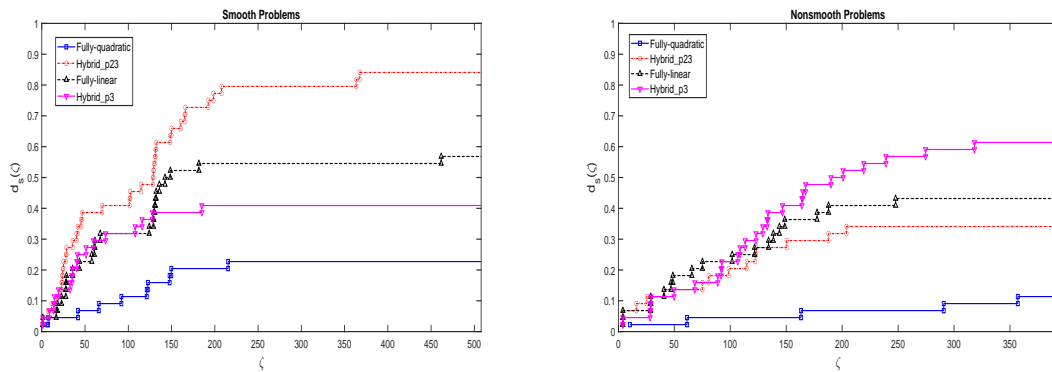 Smooth Problems
1
0.9
0.8
0.7
0.6
0.5
0.4
0.3
0.2
0.1
0
d_s(ζ)
Fully-quadratic
Hybrid_p23
Fully-linear
Hybrid_p3
0 50 100 150 200 250 300 350 400 450 500
ζ
Nonsmooth Problems
1
0.9
0.8
0.7
0.6
0.5
0.4
0.3
0.2
0.1
0
d_s(ζ)
Fully-quadratic
Hybrid_p23
Fully-linear
Hybrid_p3
0 50 100 150 200 250 300 350
ζ